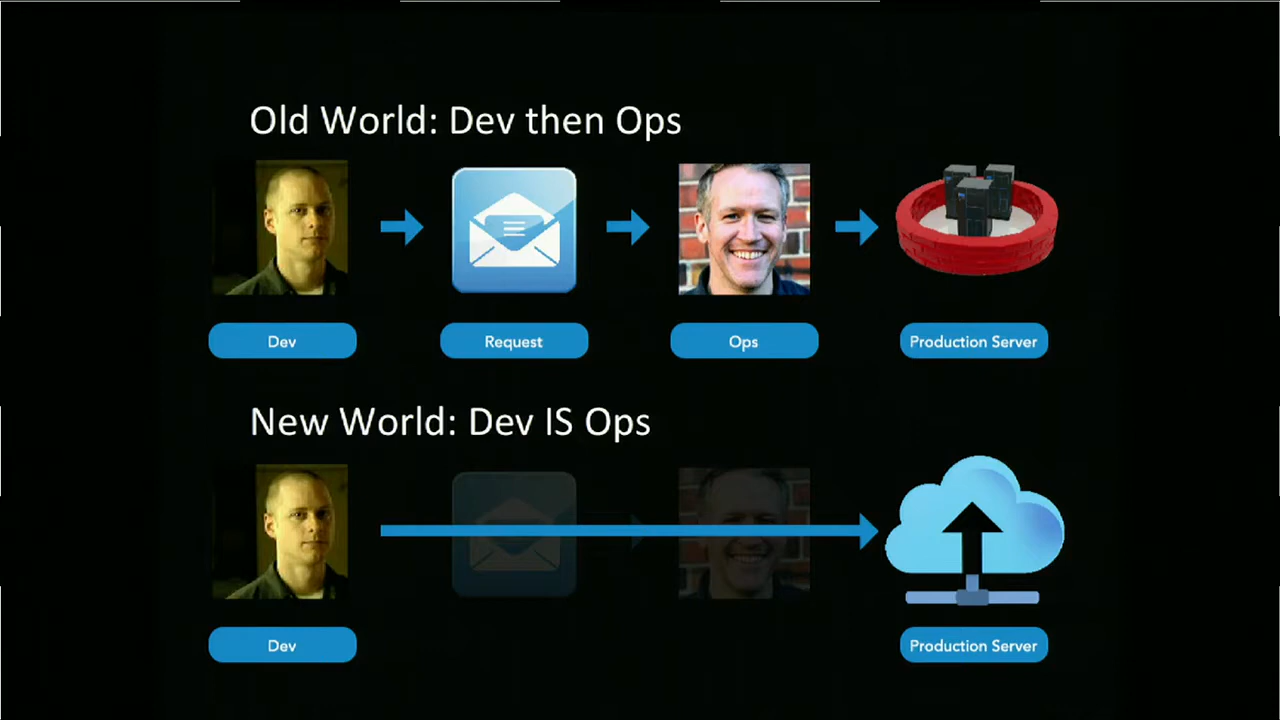 Old World: Dev then Ops
Dev
Request
Ops
Production Server
New World: Dev IS Ops
Dev
Production Server